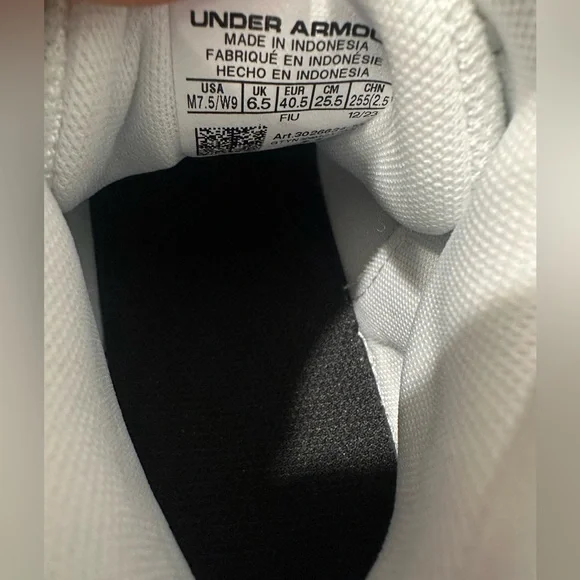 UNDER ARMOUR
MADE IN INDONESIA
FABRIQUÉ EN INDONÉSIE
HECHO EN INDONESIA
USA UK EUR CM CHN
M7.5/W9 6.5 40.5 25.5 255/2.5
FIU 12/23